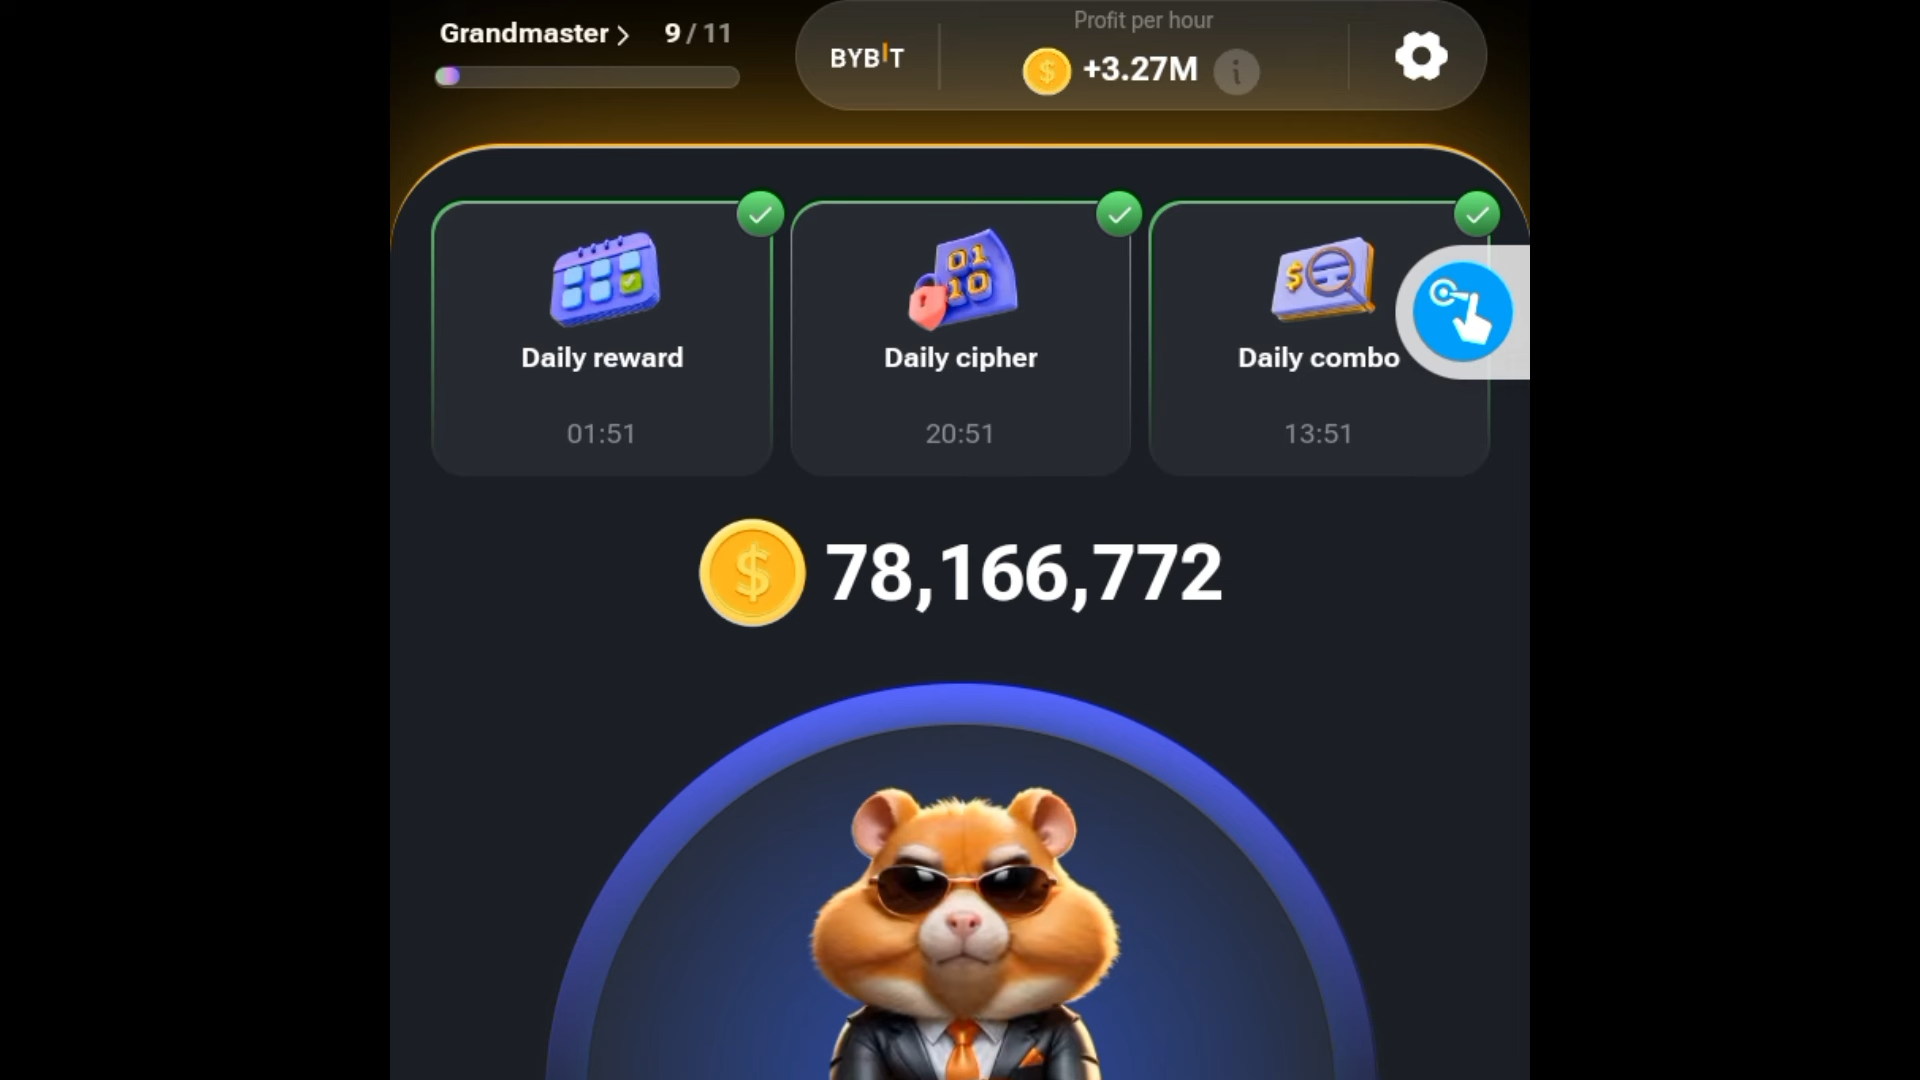 Grandmaster > 9 / 11
BYBIT
Profit per hour
+3.27M
Daily reward
01:51
Daily cipher
20:51
Daily combo
13:51
78,166,772